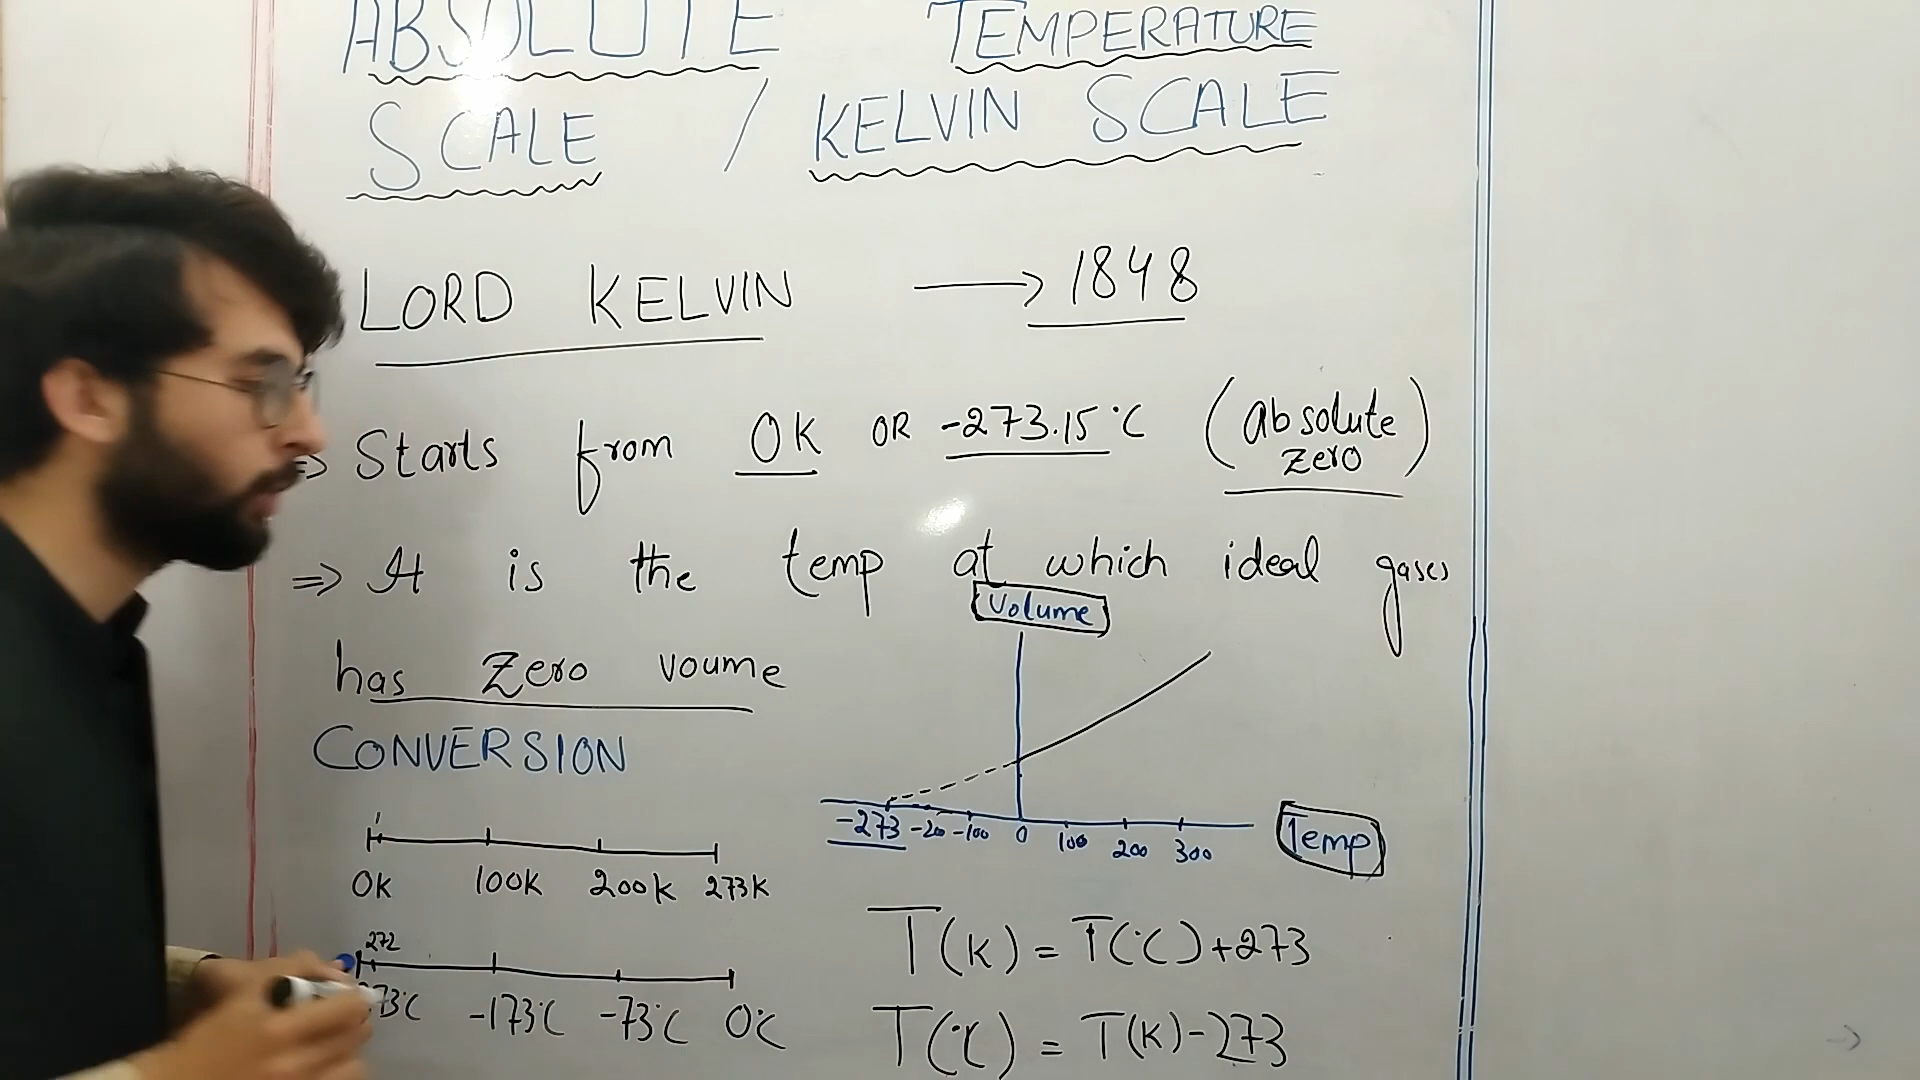 ABSOLUTE TEMPERATURE
SCALE / KELVIN SCALE
LORD KELVIN → 1848
⇒ Starts from 0K OR -273.15°C (absolute zero)
⇒ It is the temp at which ideal gases
has Zero voume
Volume
CONVERSION
-273 -200 -100 0 100 200 300 Temp
0K 100K 200K 273K
T(K) = T(°C)+273
272
73°C -173°C -73°C 0°C
T(°C) = T(K)-273